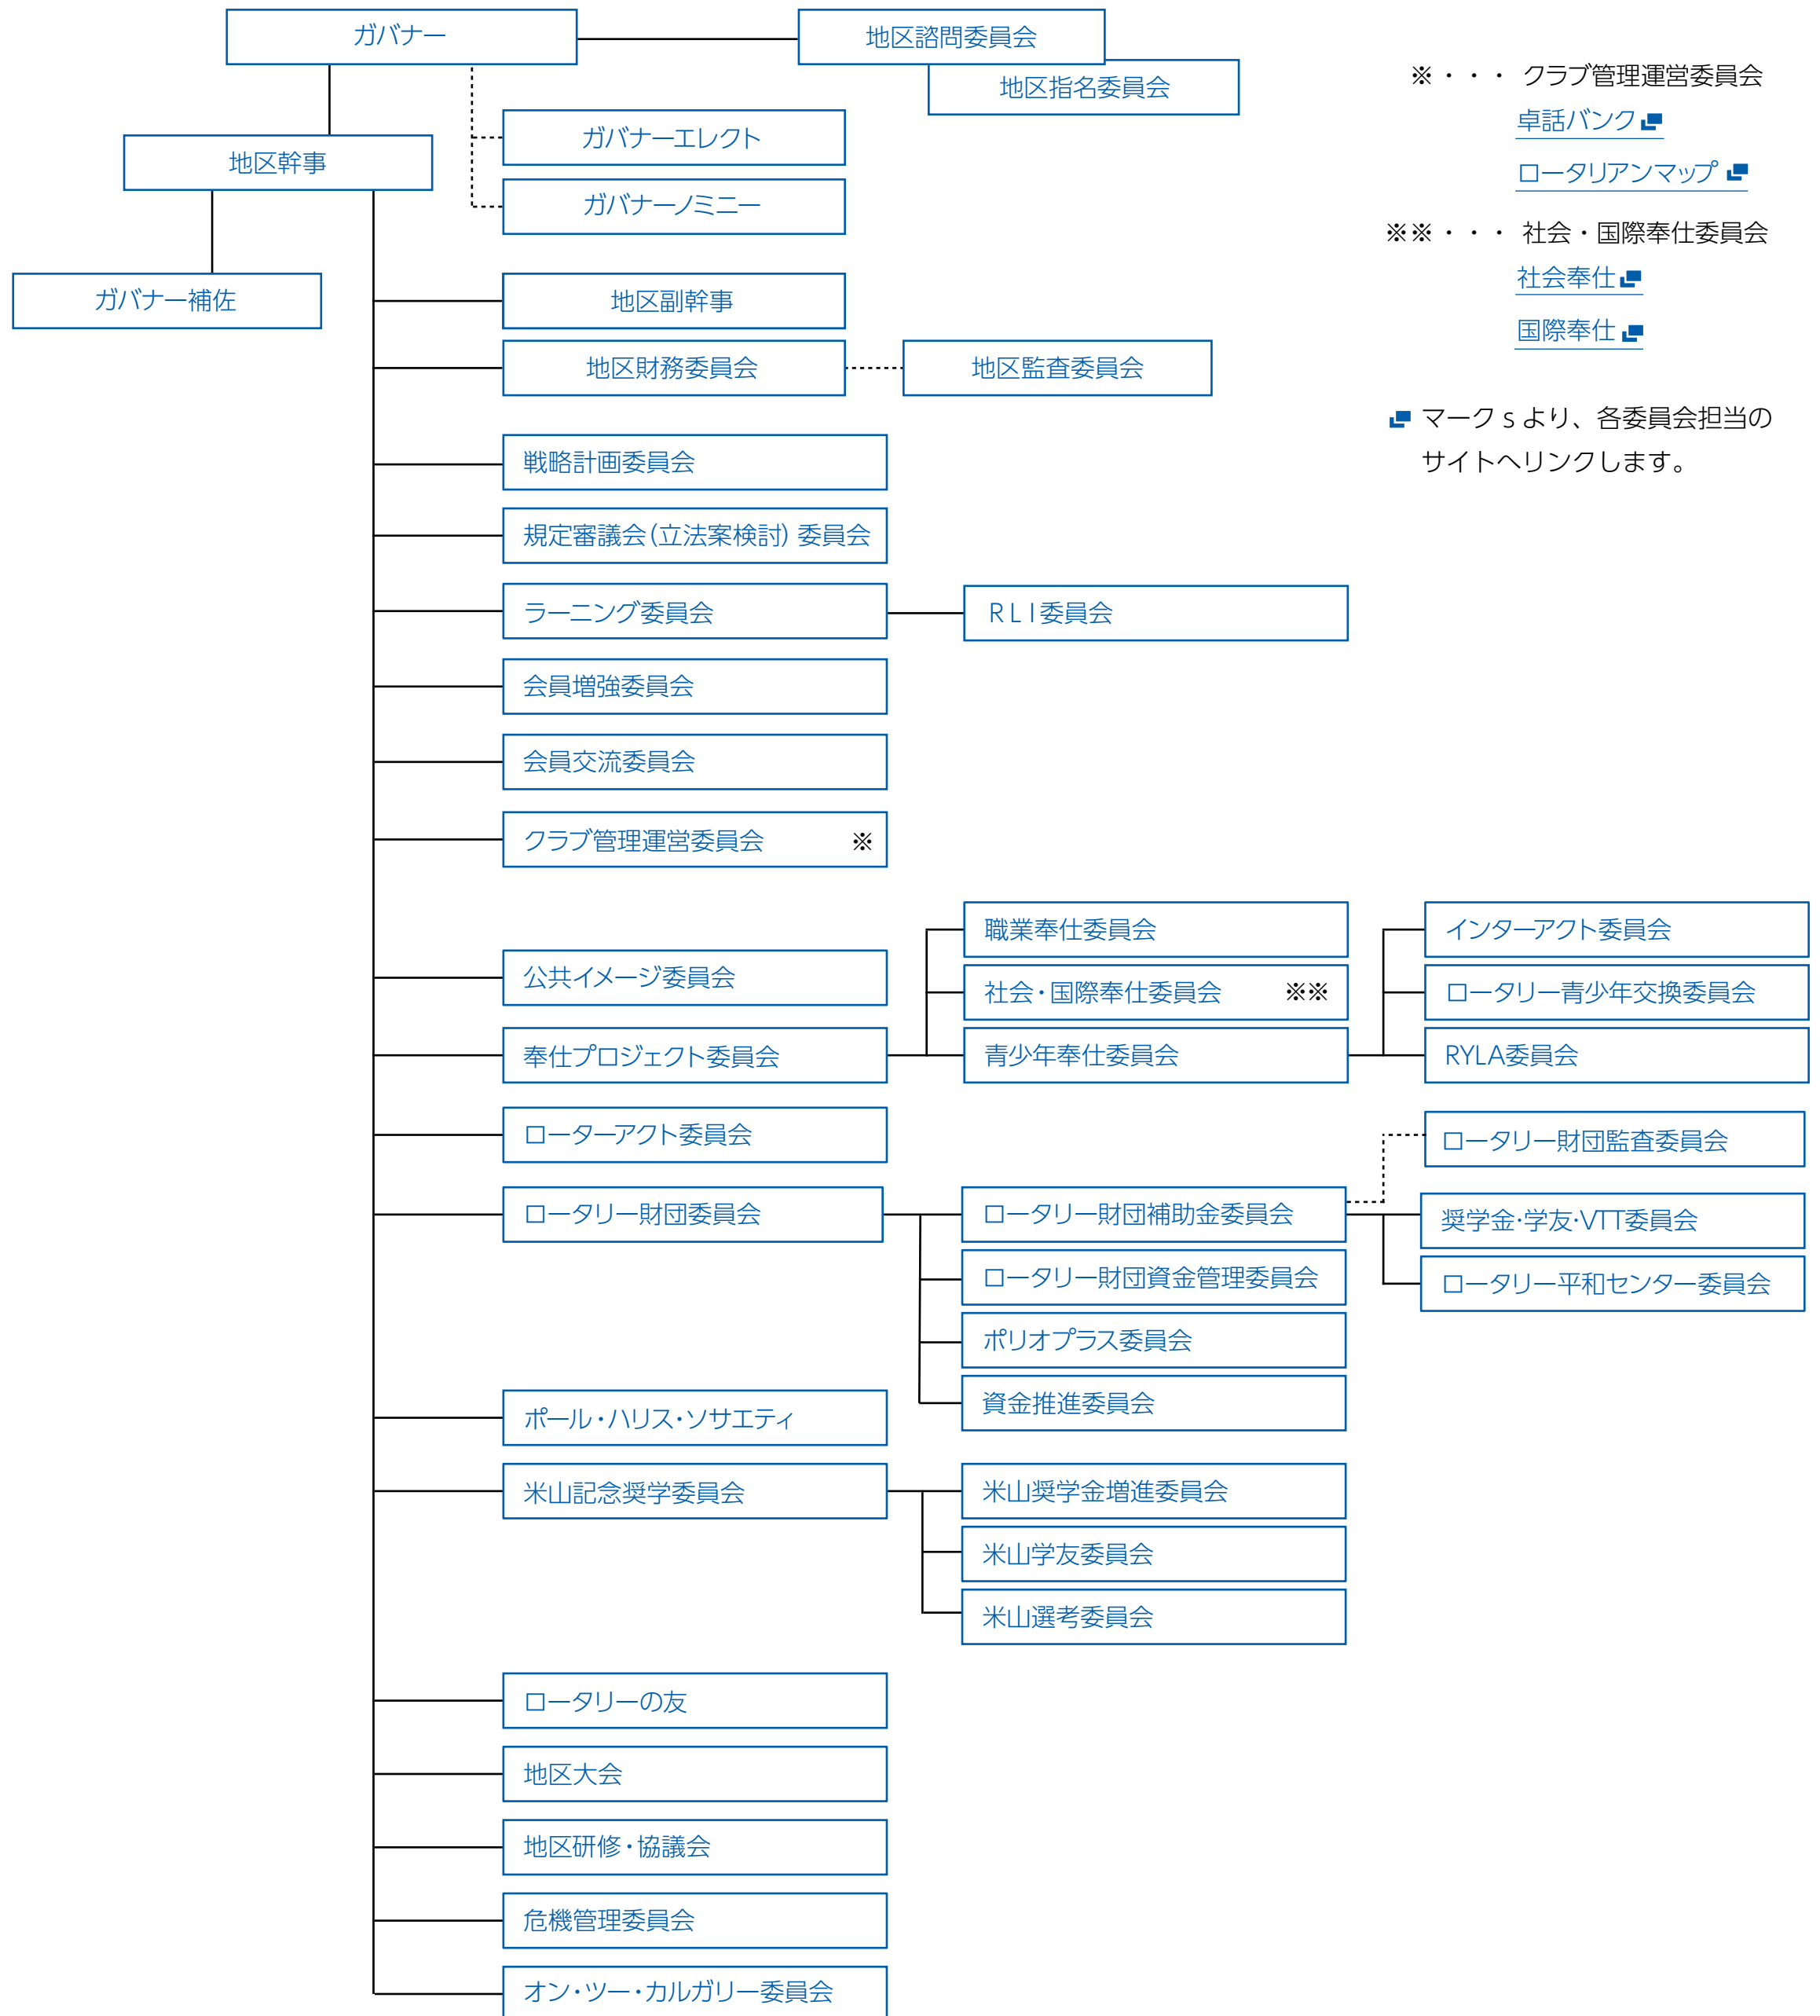 ガバナー
地区諮問委員会
地区指名委員会
ガバナーエレクト
ガバナーノミニー
地区幹事
ガバナー補佐
※・・・ クラブ管理運営委員会
卓話バンク
ロータリアンマップ
※※・・・ 社会・国際奉仕委員会
社会奉仕
国際奉仕
マークsより、各委員会担当の
サイトへリンクします。
地区副幹事
地区財務委員会
地区監査委員会
戦略計画委員会
規定審議会(立法案検討) 委員会
ラーニング委員会
RLI委員会
会員増強委員会
会員交流委員会
クラブ管理運営委員会 ※
公共イメージ委員会
奉仕プロジェクト委員会
職業奉仕委員会
社会・国際奉仕委員会 ※※
青少年奉仕委員会
インターアクト委員会
ロータリー青少年交換委員会
RYLA委員会
ローターアクト委員会
ロータリー財団委員会
ロータリー財団補助金委員会
ロータリー財団資金管理委員会
ポリオプラス委員会
資金推進委員会
ロータリー財団監査委員会
奨学金・学友・VTT委員会
ロータリー平和センター委員会
ポール・ハリス・ソサエティ
米山記念奨学委員会
米山奨学金増進委員会
米山学友委員会
米山選考委員会
ロータリーの友
地区大会
地区研修・協議会
危機管理委員会
オン・ツー・カルガリー委員会